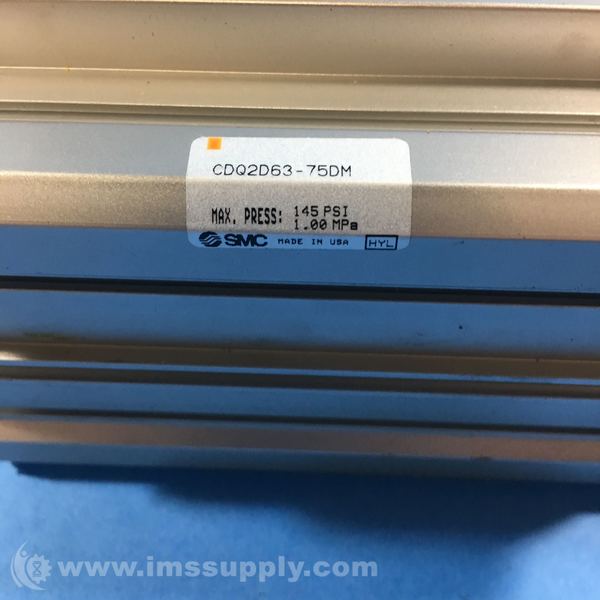 CDQ2D63-75DM
MAX. PRESS: 145 PSI
1.00 MPa
SMC MADE IN USA HYL
www.imssupply.com